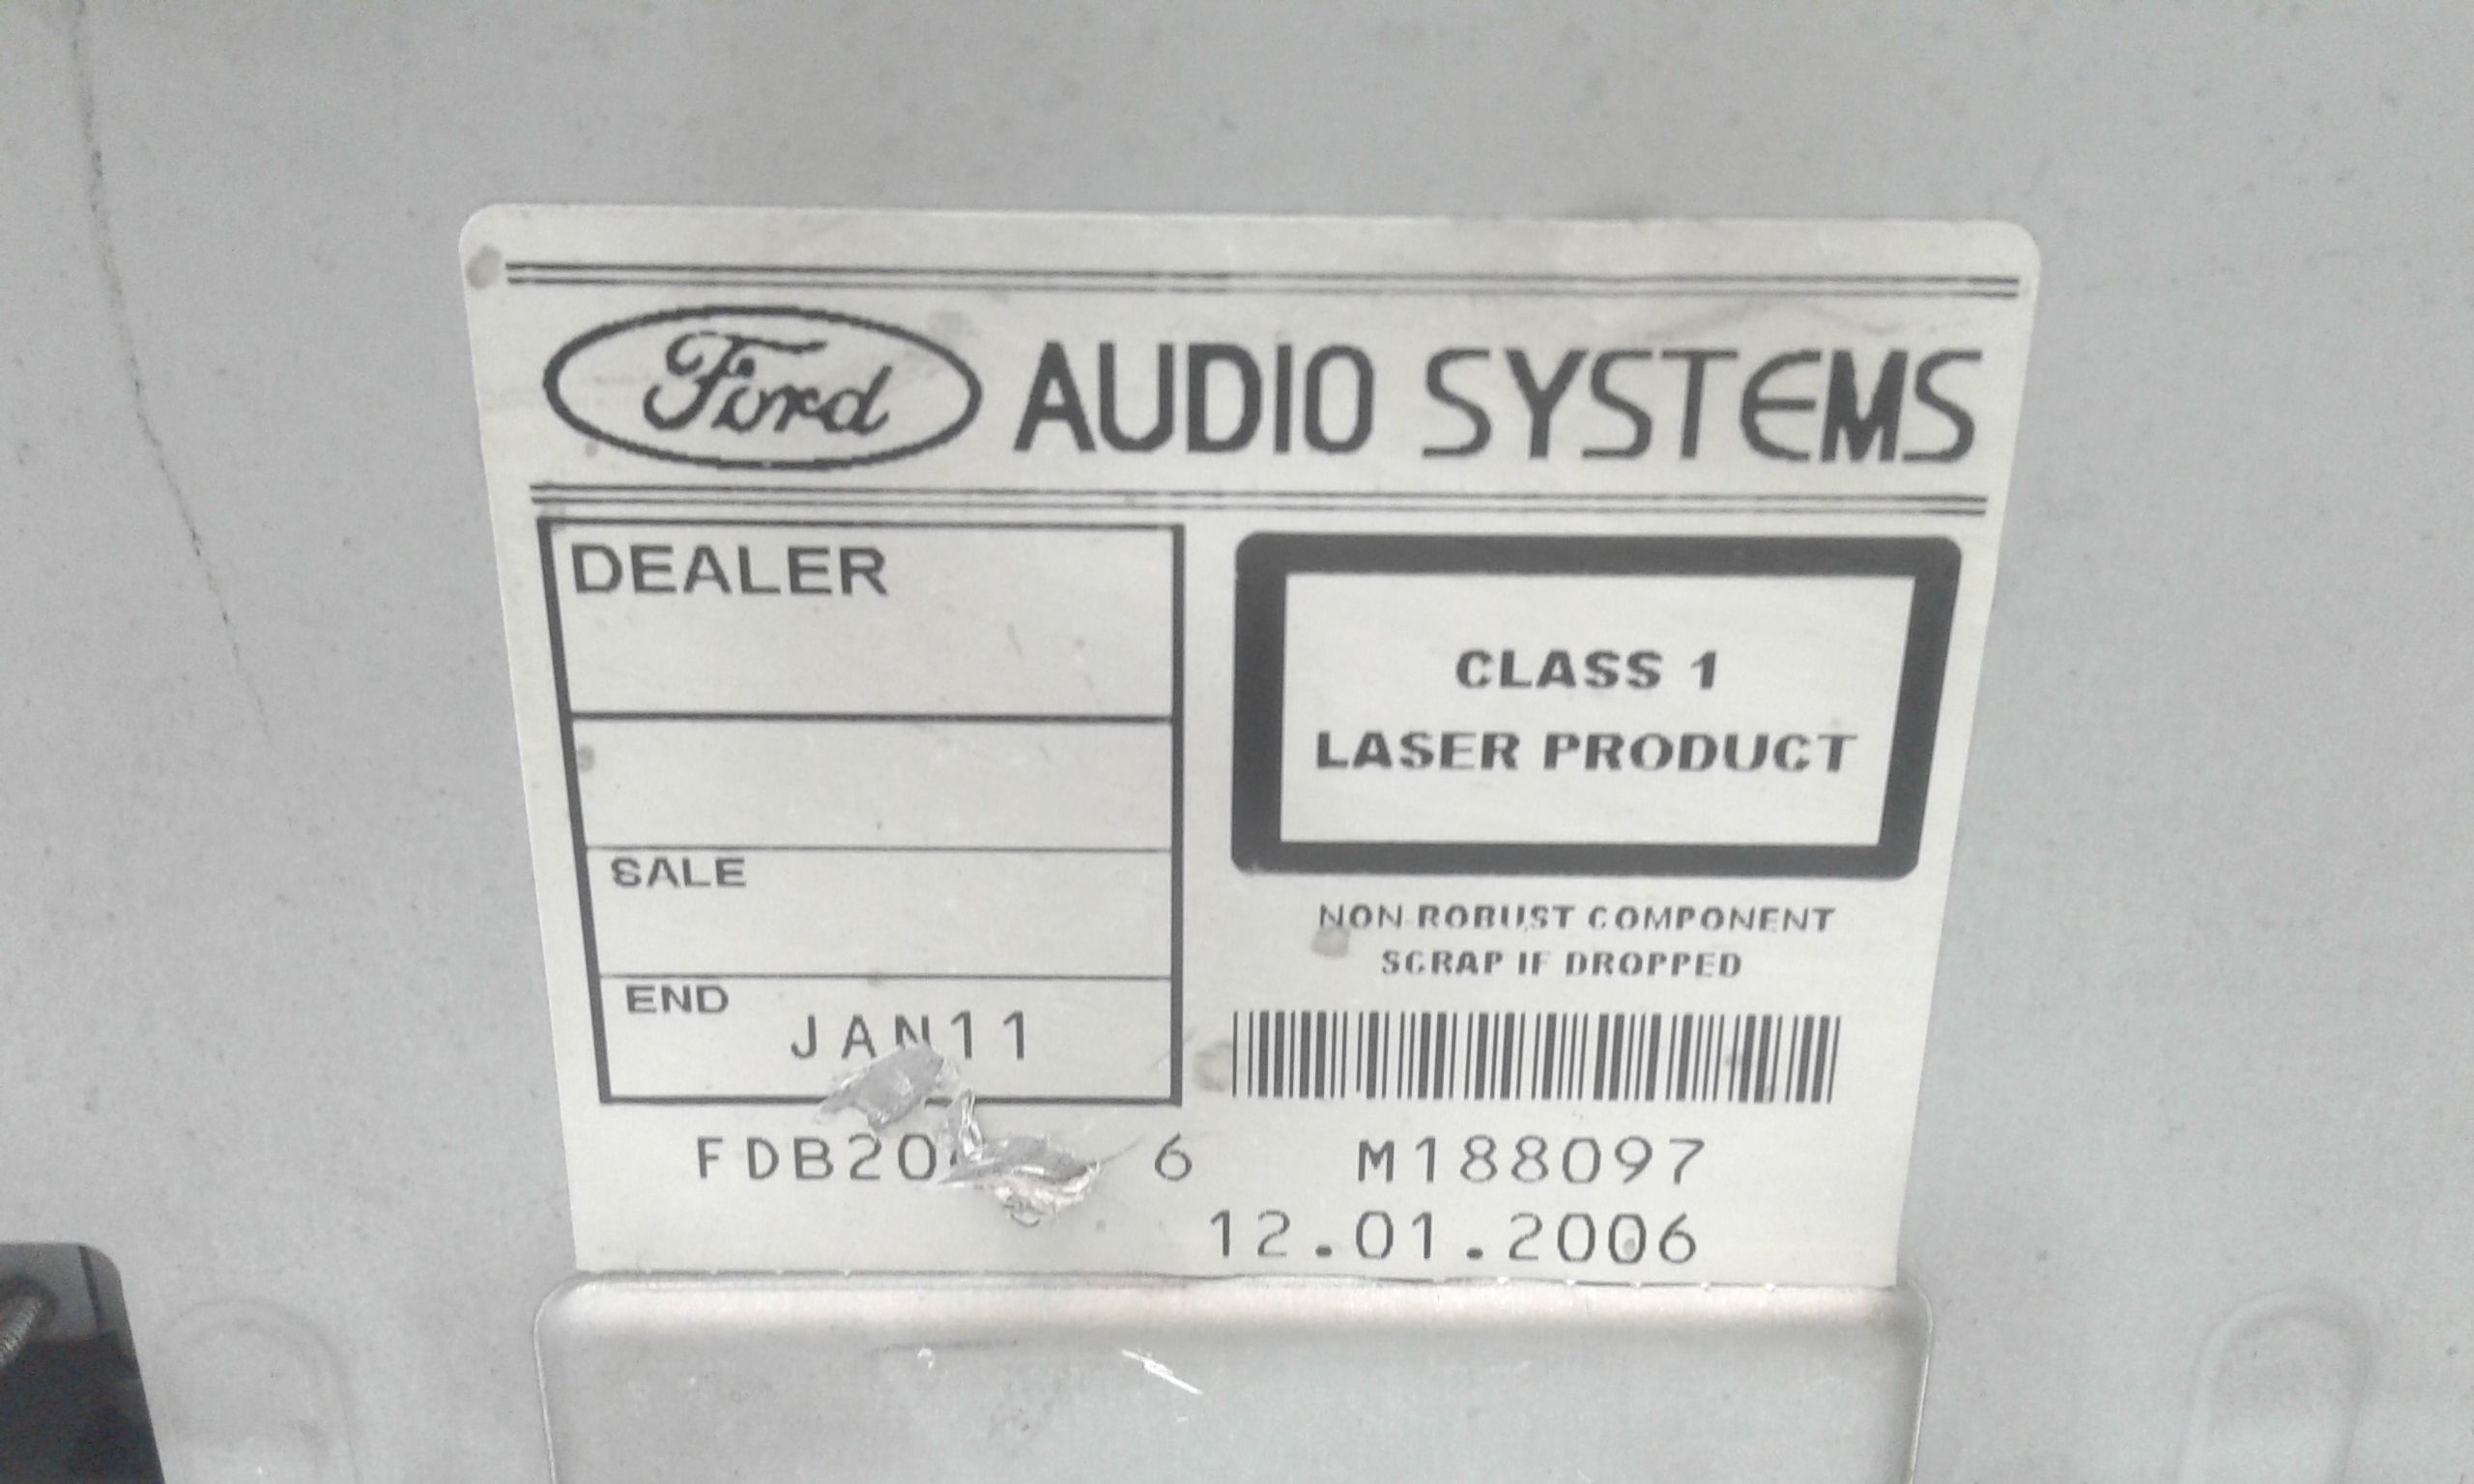 Ford AUDIO SYSTEMS
DEALER
SALE
END
JAN11
CLASS 1
LASER PRODUCT
NON-ROBUST COMPONENT
SCRAP IF DROPPED
6 M188097
12.01.2006